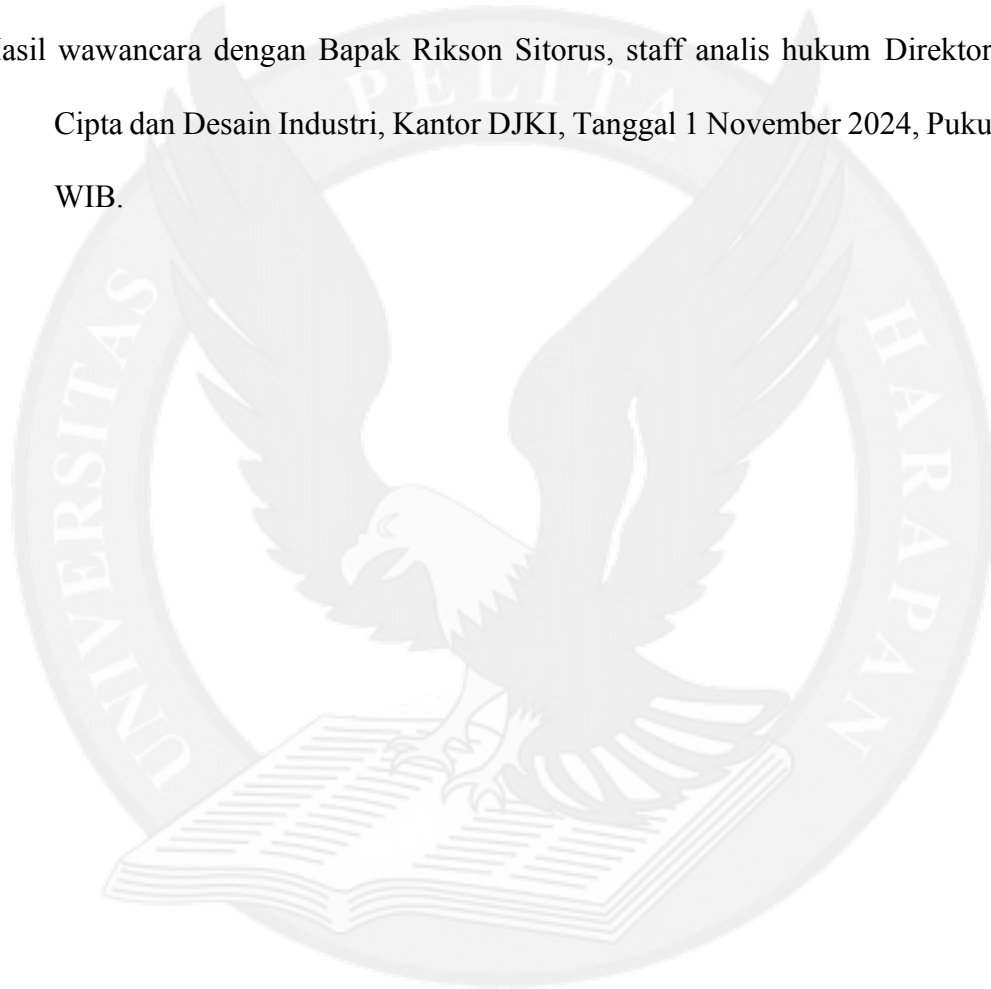 asil wawancara dengan Bapak Rikson Sitorus, staff analis hukum Direktor
Cipta dan Desain Industri, Kantor DJKI, Tanggal 1 November 2024, Puku
WIB.
UNIVERSITAS PELITA HARAPAN